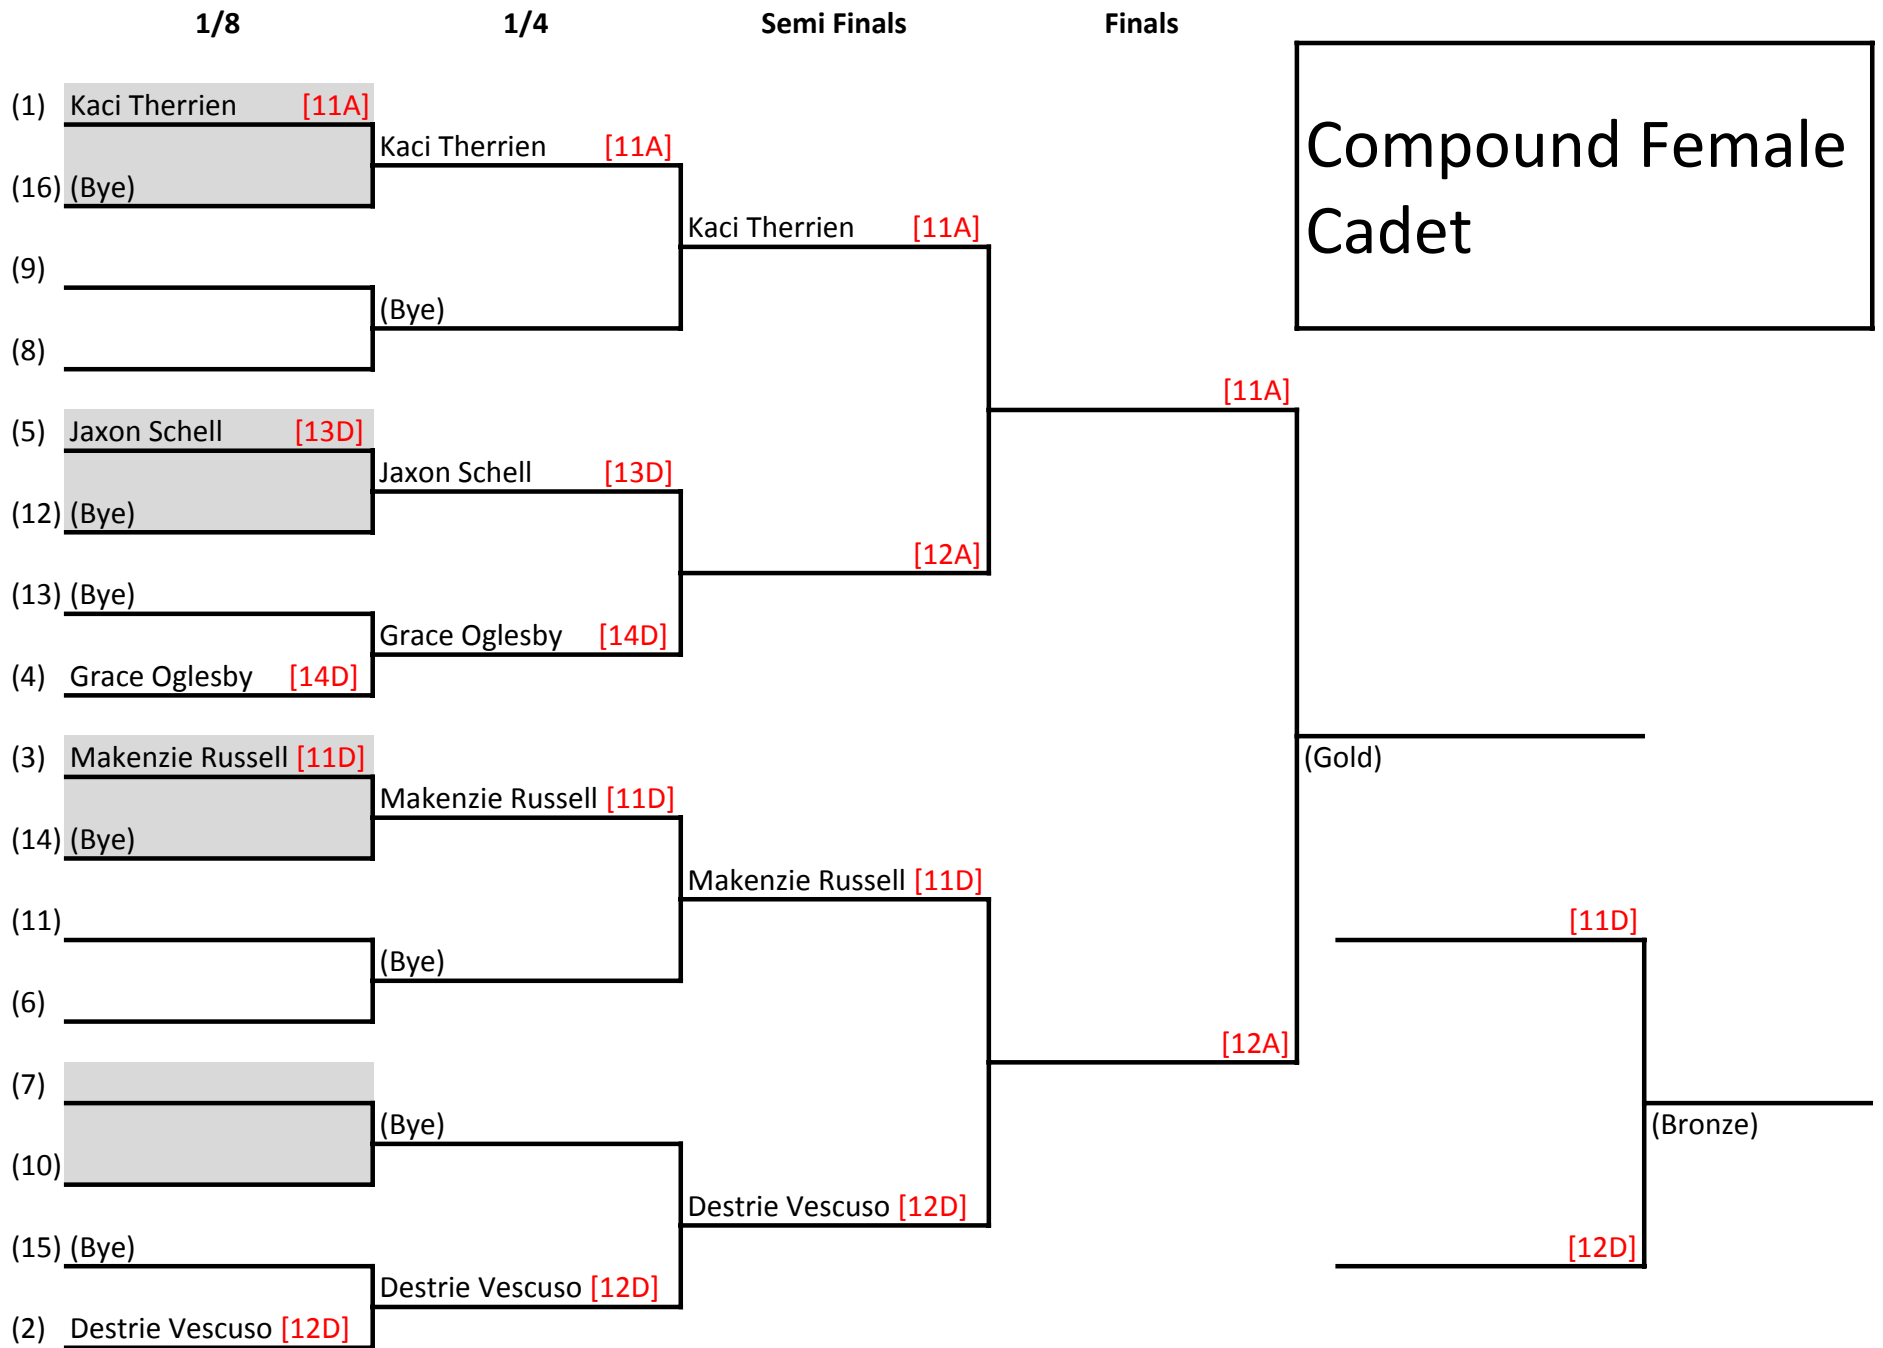 1/8 1/4 Semi Finals Finals
Compound Female
Cadet
(1) Kaci Therrien [11A]
Kaci Therrien [11A]
(16) (Bye)
Kaci Therrien [11A]
(9)
(Bye)
(8)
[11A]
(5) Jaxon Schell [13D]
Jaxon Schell [13D]
(12) (Bye)
[12A]
(13) (Bye)
Grace Oglesby [14D]
(4) Grace Oglesby [14D]
(3) Makenzie Russell [11D]
(Gold)
Makenzie Russell [11D]
(14) (Bye)
Makenzie Russell [11D]
(11) [11D]
(Bye)
(6)
[12A]
(7)
(Bye) (Bronze)
(10)
Destrie Vescuso [12D]
(15) (Bye) [12D]
Destrie Vescuso [12D]
(2) Destrie Vescuso [12D]